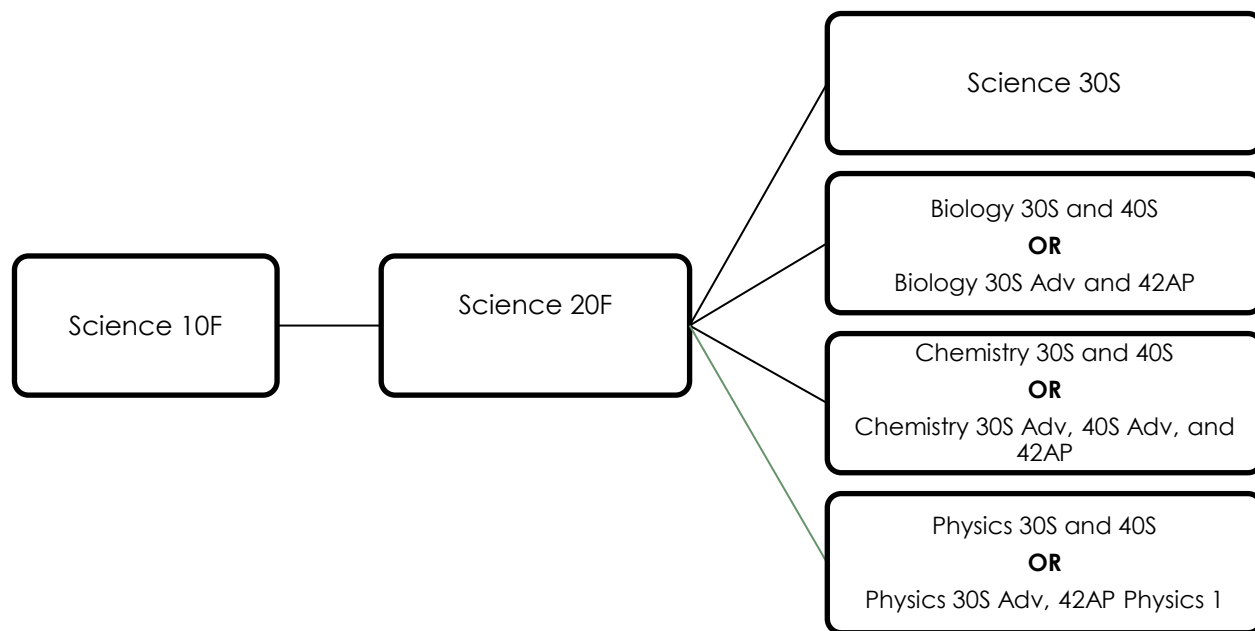 Science 10F
Science 20F
Science 30S
Biology 30S and 40S
OR
Biology 30S Adv and 42AP
Chemistry 30S and 40S
OR
Chemistry 30S Adv, 40S Adv, and
42AP
Physics 30S and 40S
OR
Physics 30S Adv, 42AP Physics 1